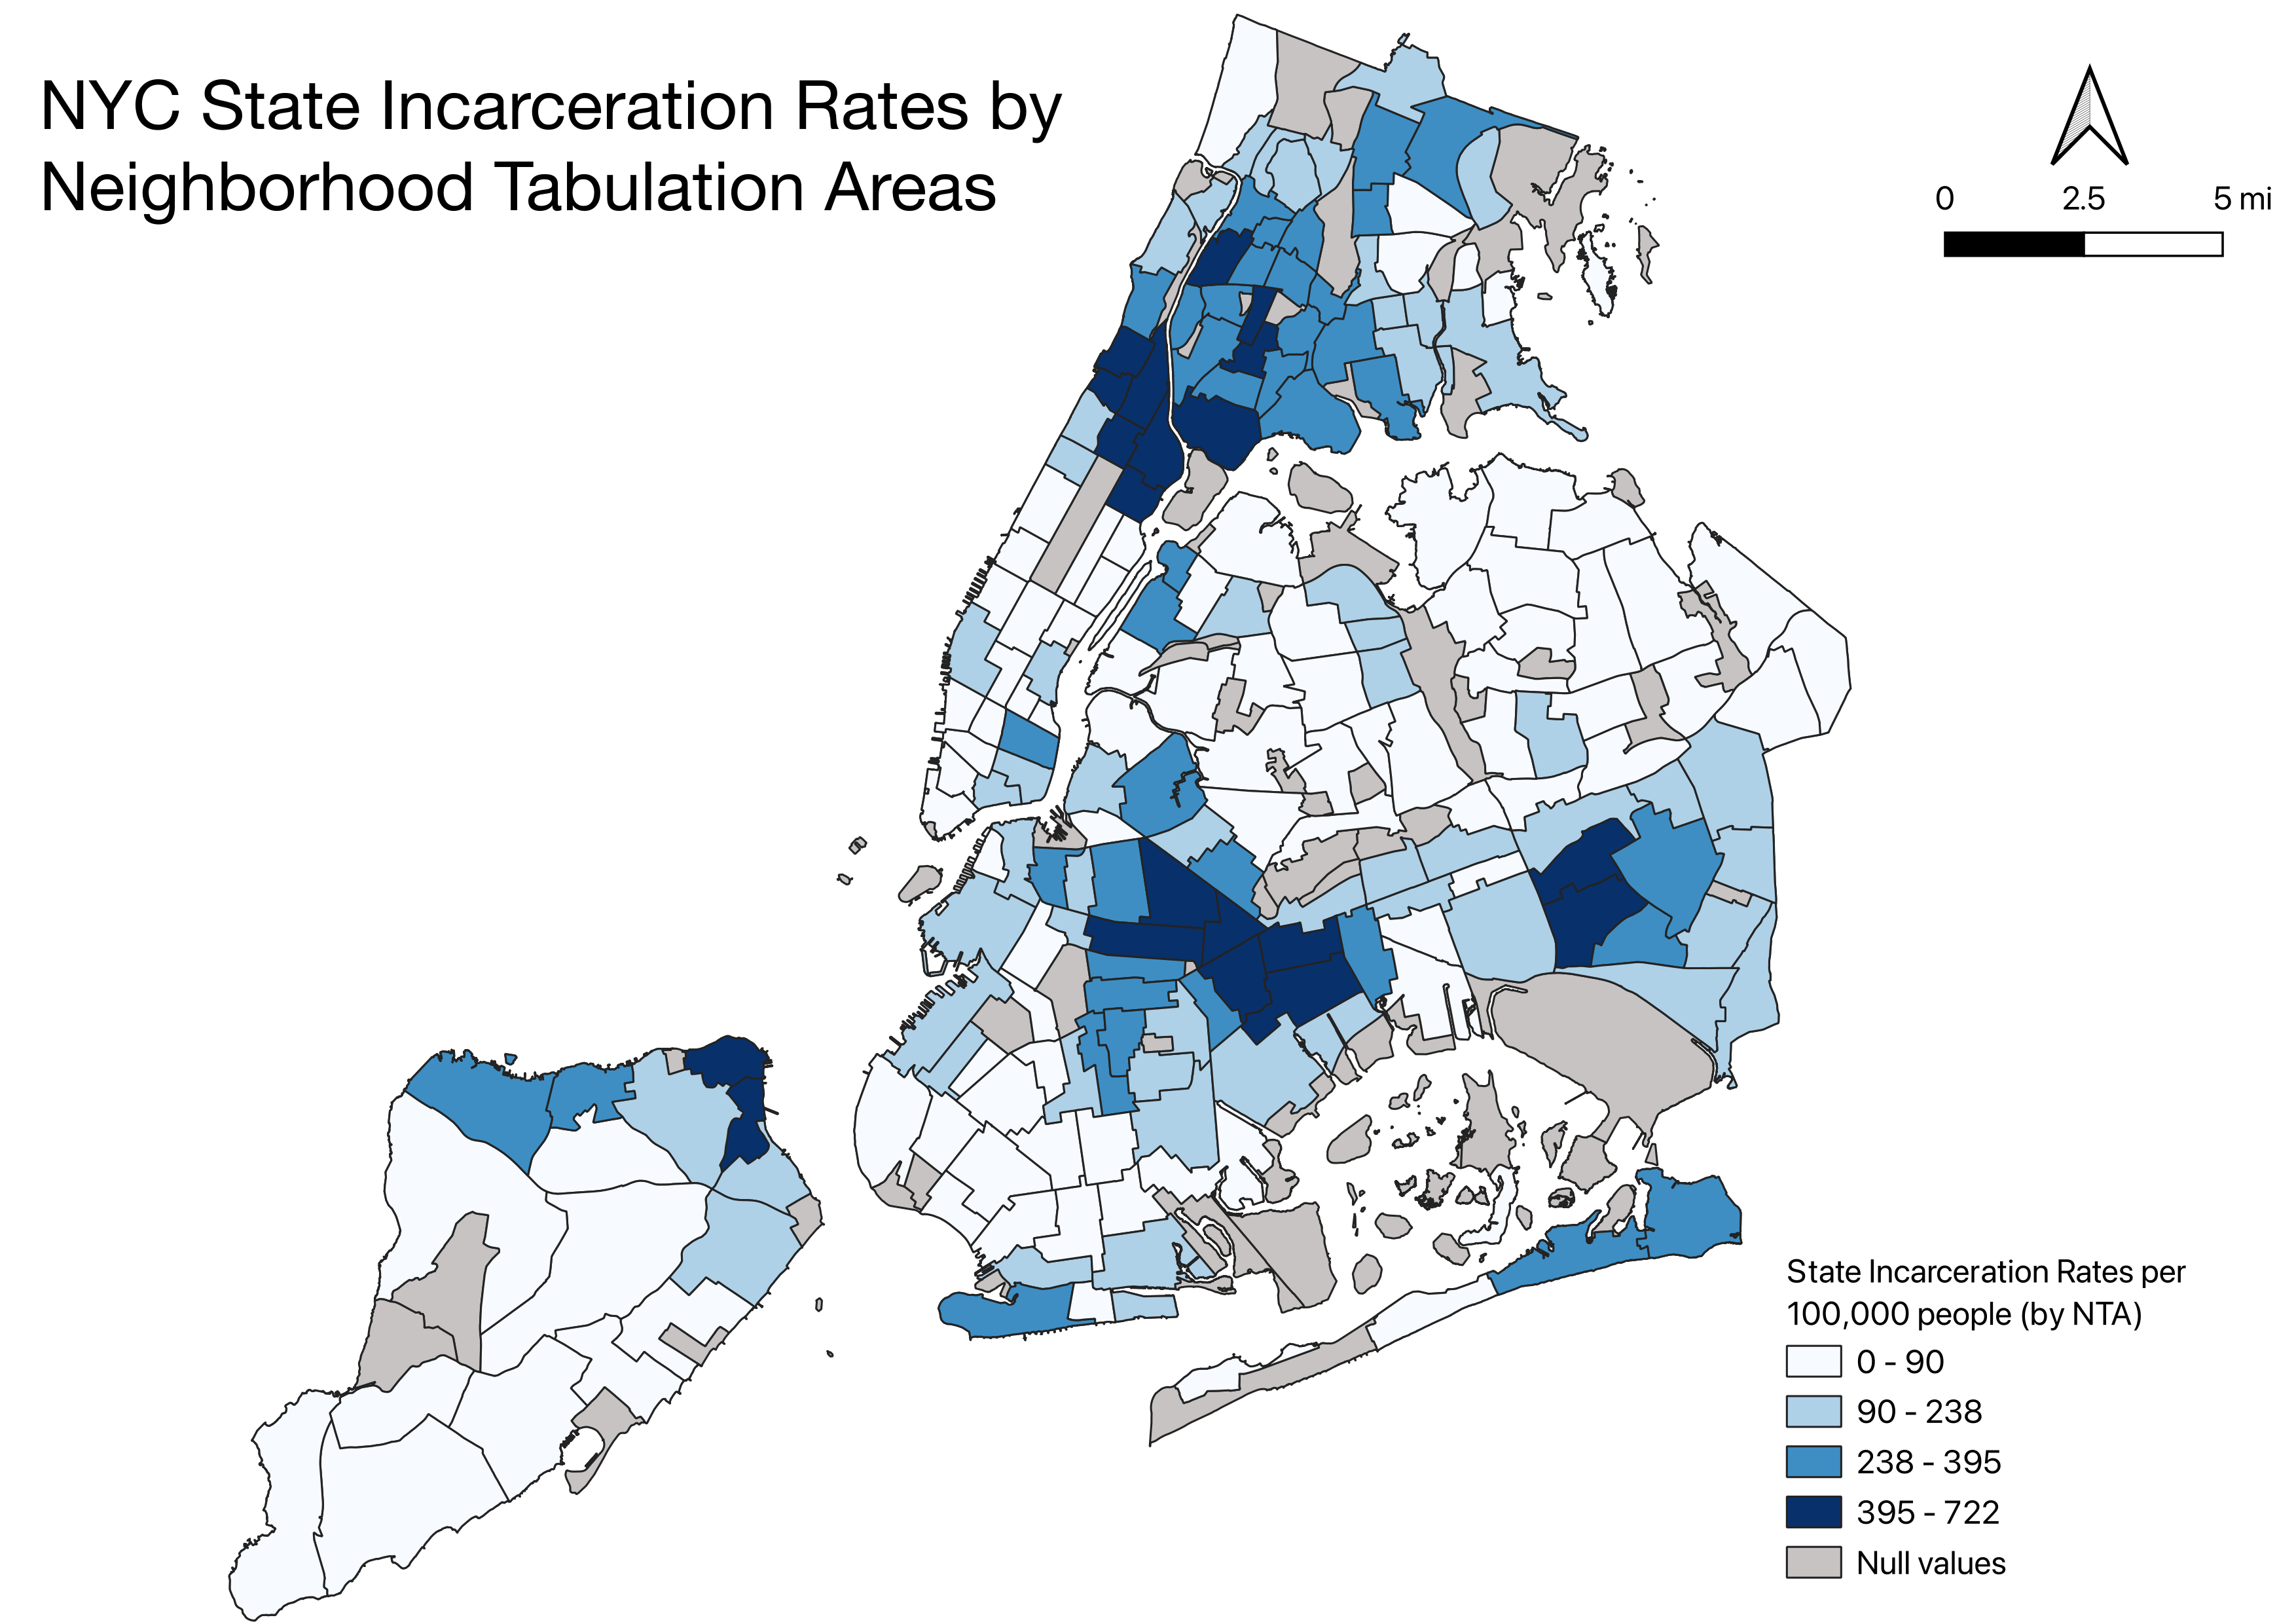 NYC State Incarceration Rates by
Neighborhood Tabulation Areas
0 2.5 5 mi
State Incarceration Rates per
100,000 people (by NTA)
0 - 90
90 - 238
238 - 395
395 - 722
Null values